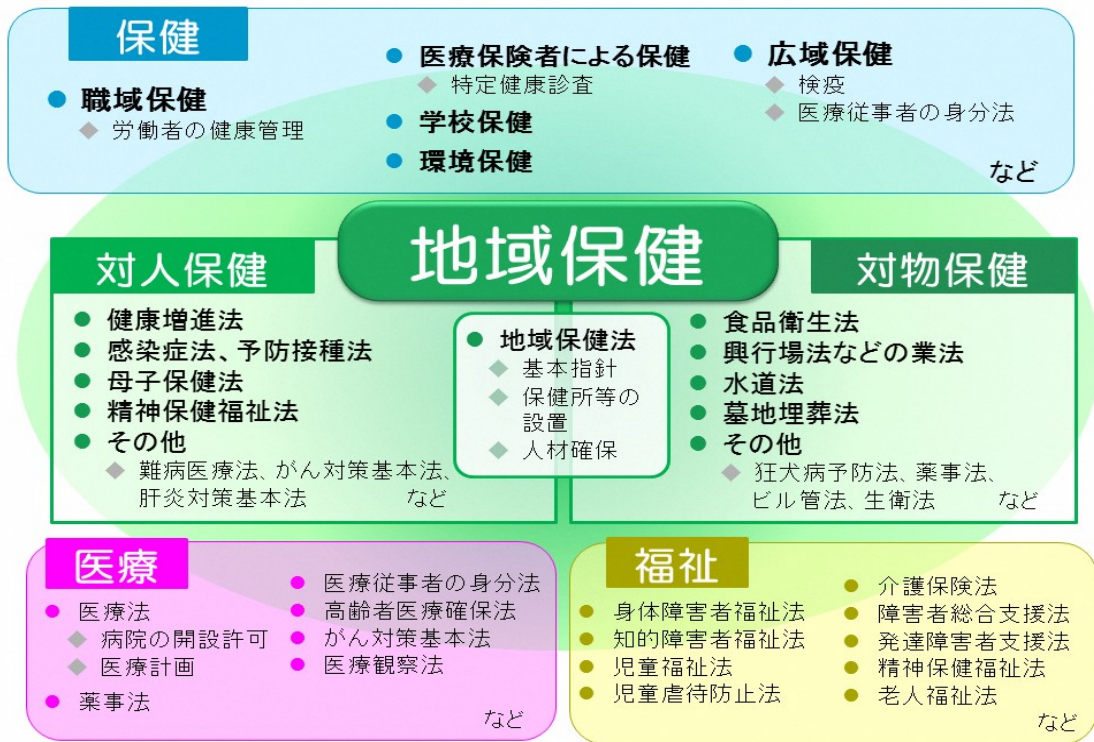 保健
職域保健
労働者の健康管理
医療保険者による保健
特定健康診査
学校保健
環境保健
広域保健
検疫
医療従事者の身分法
など
地域保健
対人保健
健康増進法
感染症法、予防接種法
母子保健法
精神保健福祉法
その他
難病医療法、がん対策基本法、
肝炎対策基本法 など
地域保健法
基本指針
保健所等の
設置
人材確保
対物保健
食品衛生法
興行場法などの業法
水道法
墓地埋葬法
その他
狂犬病予防法、薬事法、
ビル管法、生衛法 など
医療
医療法
病院の開設許可
医療計画
薬事法
医療従事者の身分法
高齢者医療確保法
がん対策基本法
医療観察法
など
福祉
身体障害者福祉法
知的障害者福祉法
児童福祉法
児童虐待防止法
介護保険法
障害者総合支援法
発達障害者支援法
精神保健福祉法
老人福祉法
など